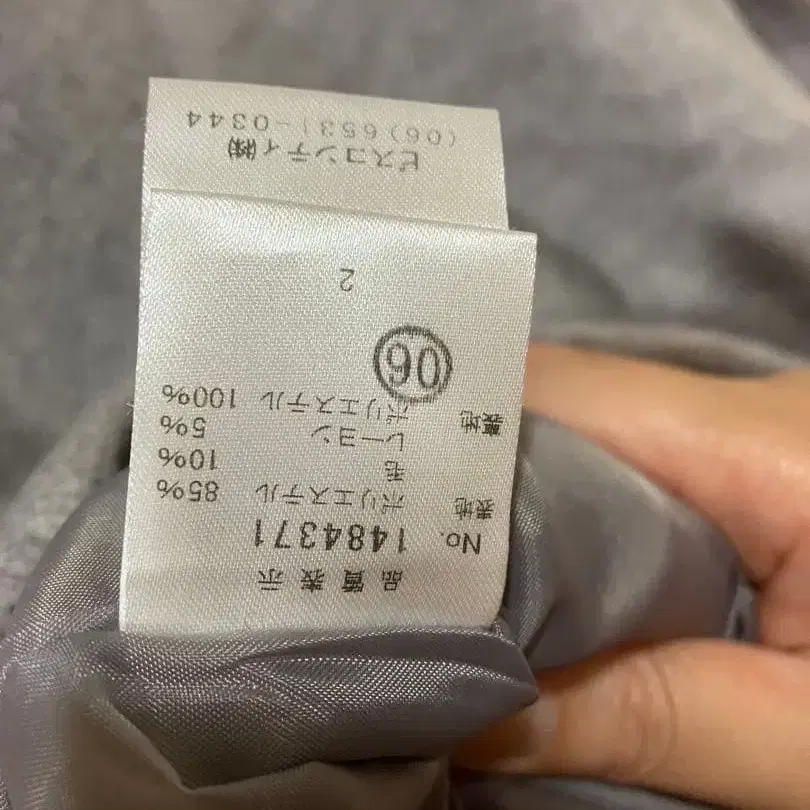 品質表示
No. 1484371
表地 ポリエステル 85%
毛 10%
レーヨン 5%
裏地 ポリエステル 100%
06
2
ビスコンティ㈱
(06)6531-0344